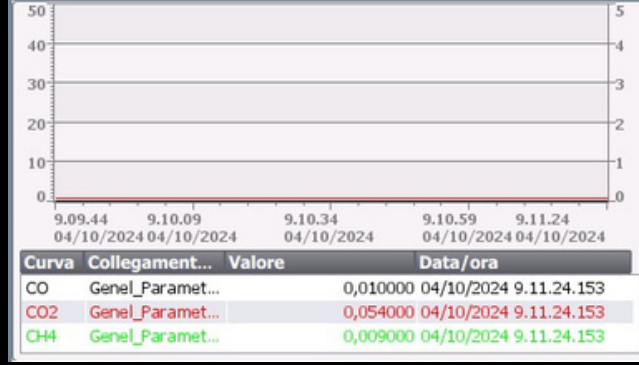 50 5
40 4
30 3
20 2
10 1
0 0
9.09.44 9.10.09 9.10.34 9.10.59 9.11.24
04/10/2024 04/10/2024 04/10/2024 04/10/2024 04/10/2024
Curva Collegament... Valore Data/ora
CO Genel_Paramet... 0,010000 04/10/2024 9.11.24.153
CO2 Genel_Paramet... 0,054000 04/10/2024 9.11.24.153
CH4 Genel_Paramet... 0,009000 04/10/2024 9.11.24.153